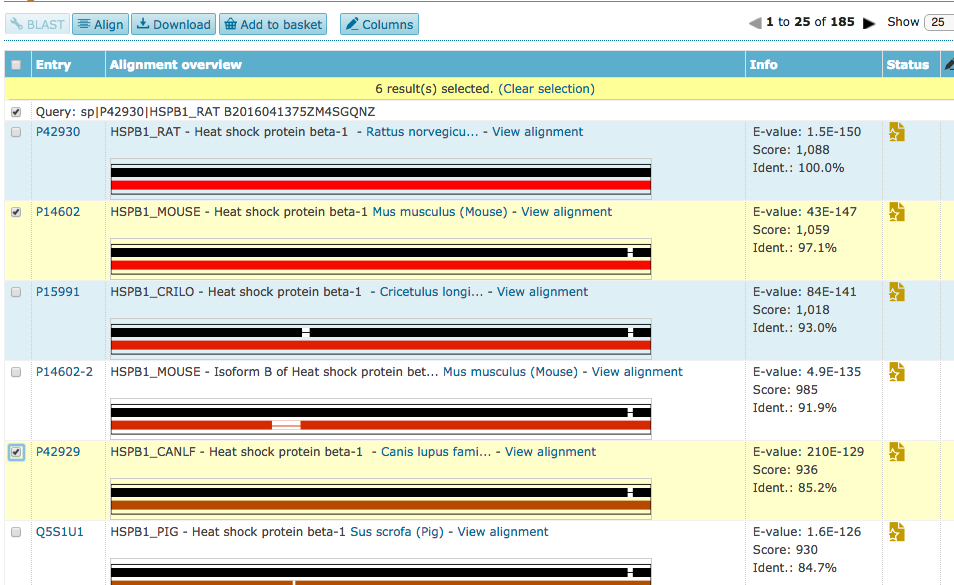 BLAST Align Download Add to basket Columns 1 to 25 of 185 Show 25
Entry Alignment overview Info Status
6 result(s) selected. (Clear selection)
Query: sp|P42930|HSPB1_RAT B2016041375ZM4SGQNZ
P42930 HSPB1_RAT - Heat shock protein beta-1 - Rattus norvegicu... - View alignment E-value: 1.5E-150
Score: 1,088
Ident.: 100.0%
P14602 HSPB1_MOUSE - Heat shock protein beta-1 Mus musculus (Mouse) - View alignment E-value: 43E-147
Score: 1,059
Ident.: 97.1%
P15991 HSPB1_CRILO - Heat shock protein beta-1 - Cricetulus longi... - View alignment E-value: 84E-141
Score: 1,018
Ident.: 93.0%
P14602-2 HSPB1_MOUSE - Isoform B of Heat shock protein bet... Mus musculus (Mouse) - View alignment E-value: 4.9E-135
Score: 985
Ident.: 91.9%
P42929 HSPB1_CANLF - Heat shock protein beta-1 - Canis lupus fami... - View alignment E-value: 210E-129
Score: 936
Ident.: 85.2%
Q5S1U1 HSPB1_PIG - Heat shock protein beta-1 Sus scrofa (Pig) - View alignment E-value: 1.6E-126
Score: 930
Ident.: 84.7%